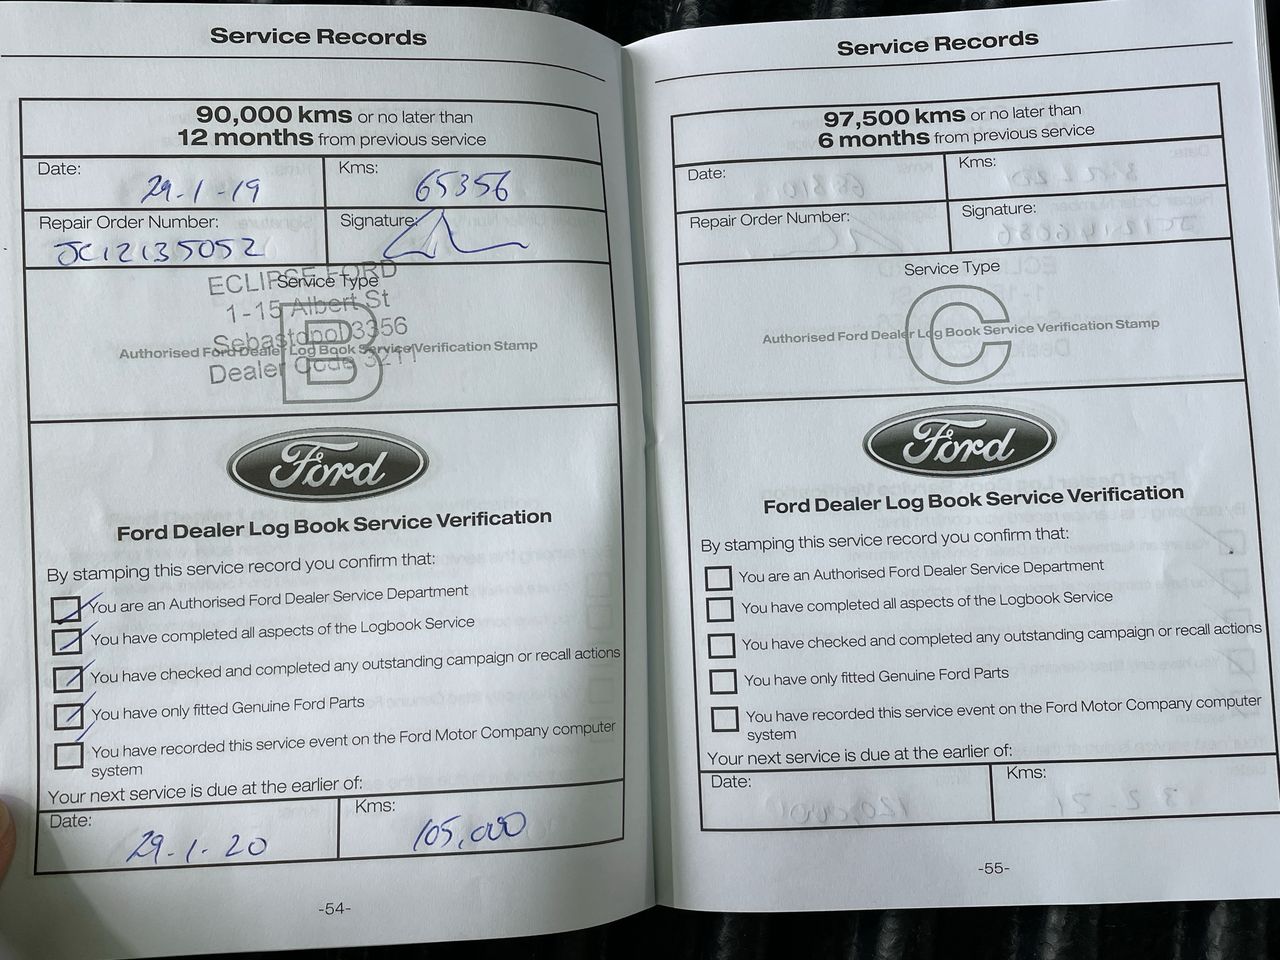 Service Records
90,000 kms or no later than
12 months from previous service
Date:
29-1-19
Kms:
65356
Repair Order Number:
JC12135052
Signature:
Service Type
ECLIPSE FORD
1-15 Albert St
Sebastopol 3356
Dealer Code 3211
B
Authorised Ford Dealer Log Book Service Verification Stamp
Ford
Ford Dealer Log Book Service Verification
By stamping this service record you confirm that:
You are an Authorised Ford Dealer Service Department
You have completed all aspects of the Logbook Service
You have checked and completed any outstanding campaign or recall actions
You have only fitted Genuine Ford Parts
You have recorded this service event on the Ford Motor Company computer
system
Your next service is due at the earlier of:
Date:
29-1-20
Kms:
105,000
-54-
Service Records
97,500 kms or no later than
6 months from previous service
Date:
Kms:
Repair Order Number:
Signature:
Service Type
C
Authorised Ford Dealer Log Book Service Verification Stamp
Ford
Ford Dealer Log Book Service Verification
By stamping this service record you confirm that:
You are an Authorised Ford Dealer Service Department
You have completed all aspects of the Logbook Service
You have checked and completed any outstanding campaign or recall actions
You have only fitted Genuine Ford Parts
You have recorded this service event on the Ford Motor Company computer
system
Your next service is due at the earlier of:
Date:
Kms:
-55-